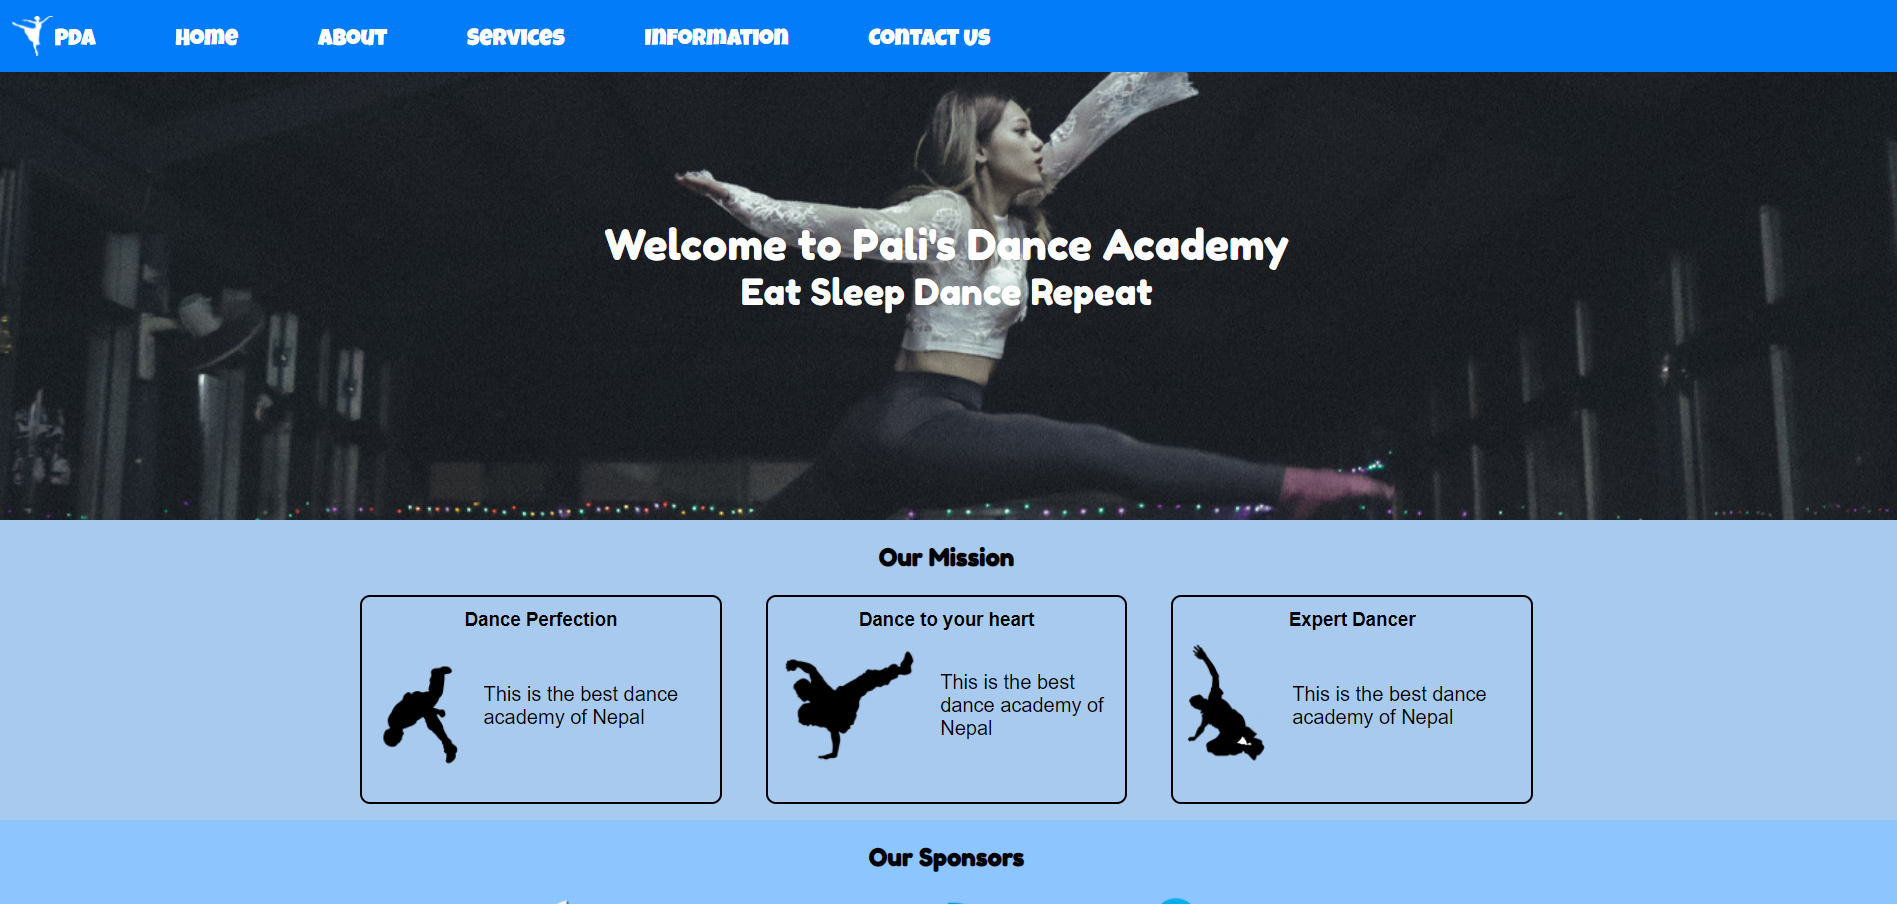 PDA Home About Services Information Contact Us
Welcome to Pali's Dance Academy
Eat Sleep Dance Repeat
Our Mission
Dance Perfection
This is the best dance
academy of Nepal
Dance to your heart
This is the best
dance academy of
Nepal
Expert Dancer
This is the best dance
academy of Nepal
Our Sponsors